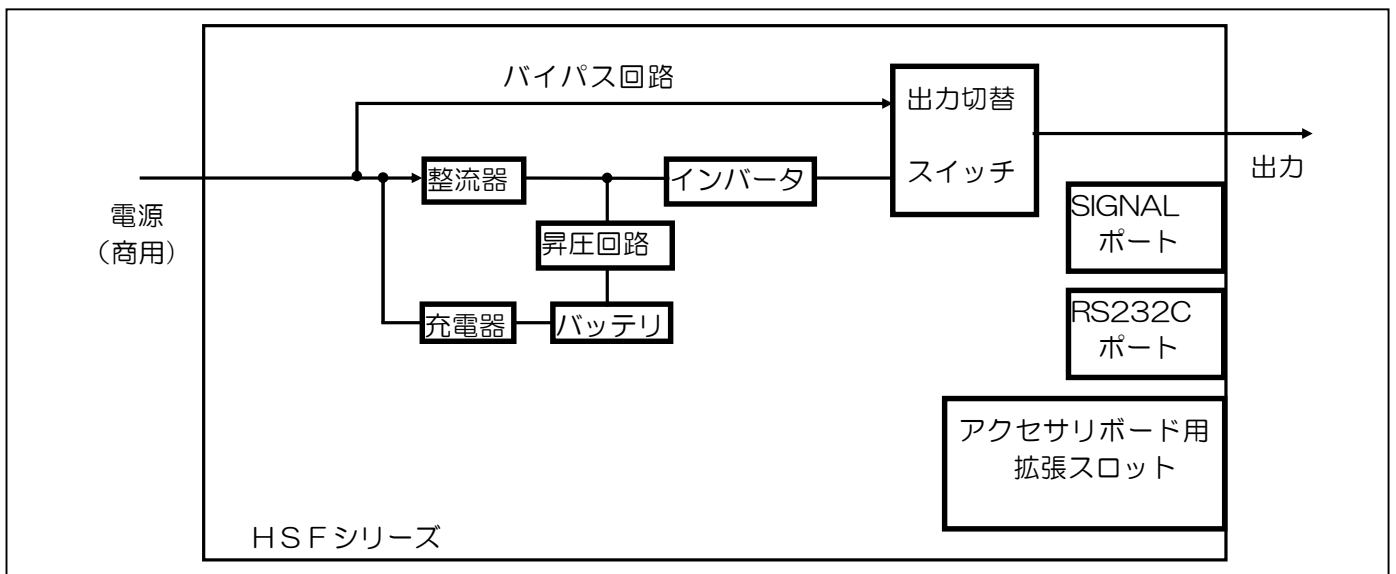 バイパス回路
出力切替
スイッチ
整流器
インバータ
出力
電源
(商用)
昇圧回路
SIGNAL
ポート
充電器
バッテリ
RS232C
ポート
アクセサリボード用
拡張スロット
HSFシリーズ